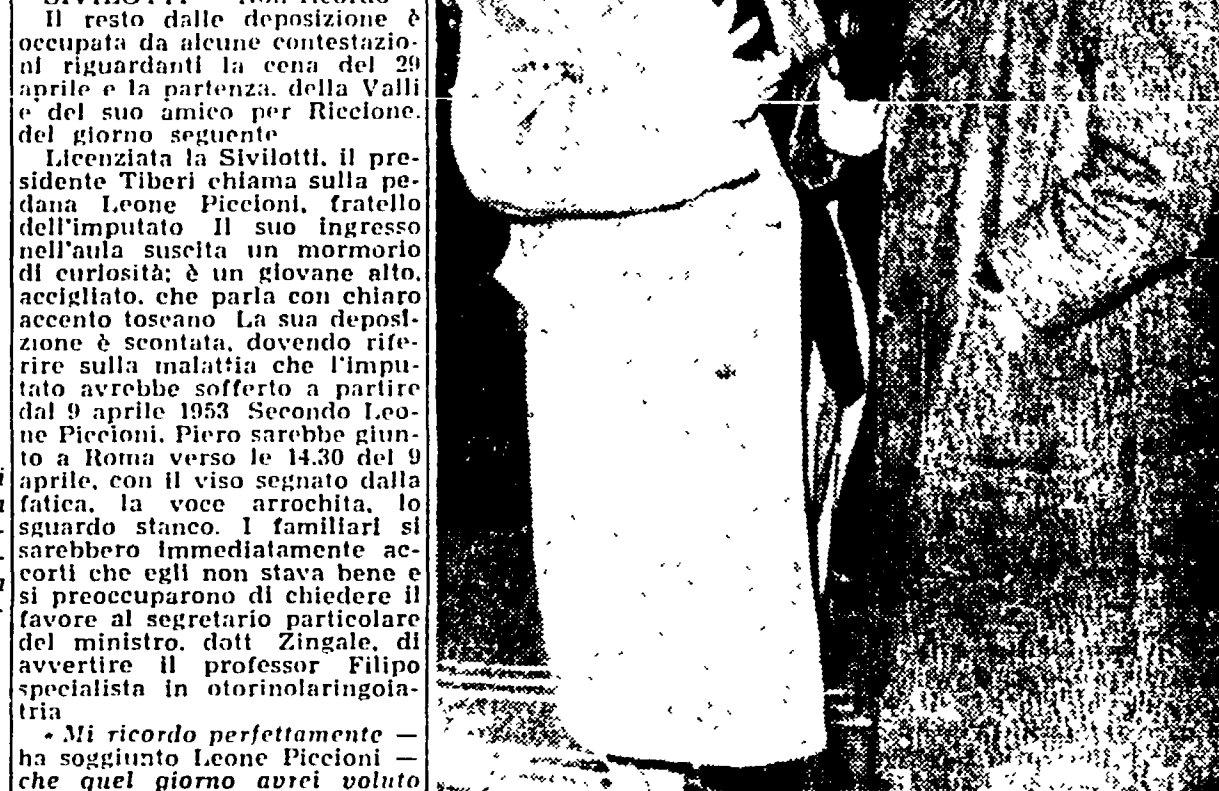 SIVILOTTI — Non ricordo
Il resto dalle deposizione è
occupata da alcune contestazio-
ni riguardanti la cena del 29
aprile e la partenza della Valli
e del suo amico per Riccione.
del giorno seguente
Licenziata la Sivilotti. il pre-
sidente Tiberi chiama sulla pe-
dana Leone Piccioni, fratello
dell'imputato Il suo ingresso
nell'aula suscita un mormorio
di curiosità; è un giovane alto.
accigliato. che parla con chiaro
accento toscano La sua deposi-
zione è scontata, dovendo rife-
rire sulla malattia che l'impu-
tato avrebbe sofferto a partire
dal 9 aprile 1953 Secondo Leo-
ne Piccioni. Piero sarebbe giun-
to a Roma verso le 14.30 del 9
aprile, con il viso segnato dalla
fatica, la voce arrochita, lo
sguardo stanco. I familiari si
sarebbero immediatamente ac-
corti che egli non stava bene e
si preoccuparono di chiedere il
favore al segretario particolare
del ministro. dott Zingale, di
avvertire il professor Filipo
specialista in otorinolaringoia-
tria
« Mi ricordo perfettamente —
ha soggiunto Leone Piccioni —
che quel giorno avrei voluto